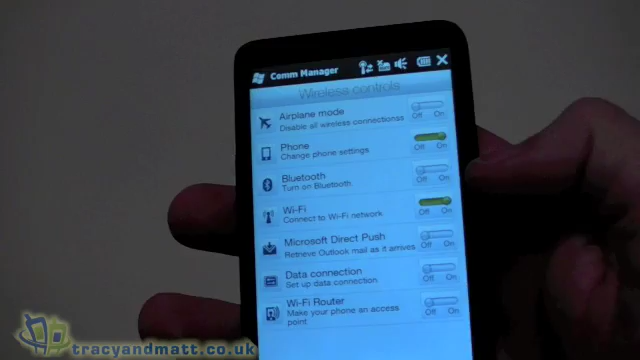 Comm Manager
Wireless controls
Airplane mode
Disable all wireless connectionss
Off On
Phone
Change phone settings
Off On
Bluetooth
Turn on Bluetooth
Off On
Wi-Fi
Connect to Wi-Fi network
Off On
Microsoft Direct Push
Retrieve Outlook mail as it arrives
Off On
Data connection
Set up data connection
Off On
Wi-Fi Router
Make your phone an access
point
Off On
tracyandmatt.co.uk